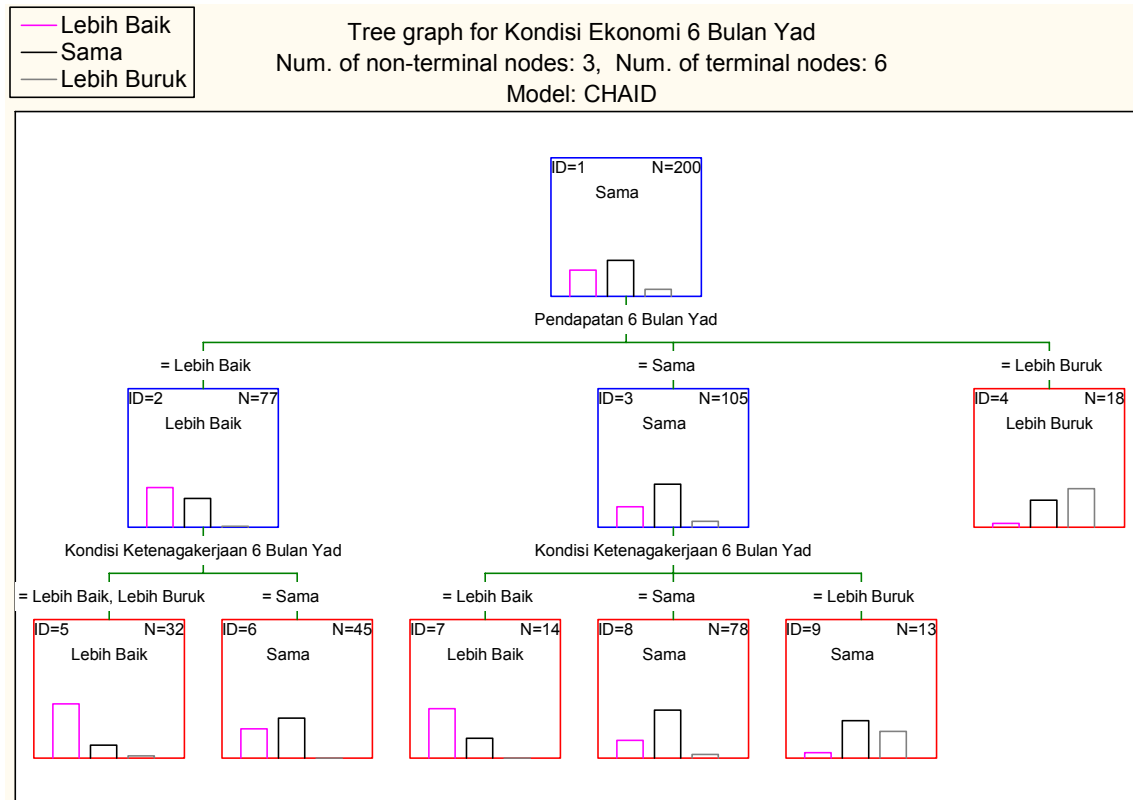 Lebih Baik
Sama
Lebih Buruk
Tree graph for Kondisi Ekonomi 6 Bulan Yad
Num. of non-terminal nodes: 3,  Num. of terminal nodes: 6
Model: CHAID
ID=1 N=200
Sama
Pendapatan 6 Bulan Yad
= Lebih Baik
= Sama
= Lebih Buruk
ID=2 N=77
Lebih Baik
ID=3 N=105
Sama
ID=4 N=18
Lebih Buruk
Kondisi Ketenagakerjaan 6 Bulan Yad
Kondisi Ketenagakerjaan 6 Bulan Yad
= Lebih Baik, Lebih Buruk
= Sama
= Lebih Baik
= Sama
= Lebih Buruk
ID=5 N=32
Lebih Baik
ID=6 N=45
Sama
ID=7 N=14
Lebih Baik
ID=8 N=78
Sama
ID=9 N=13
Sama